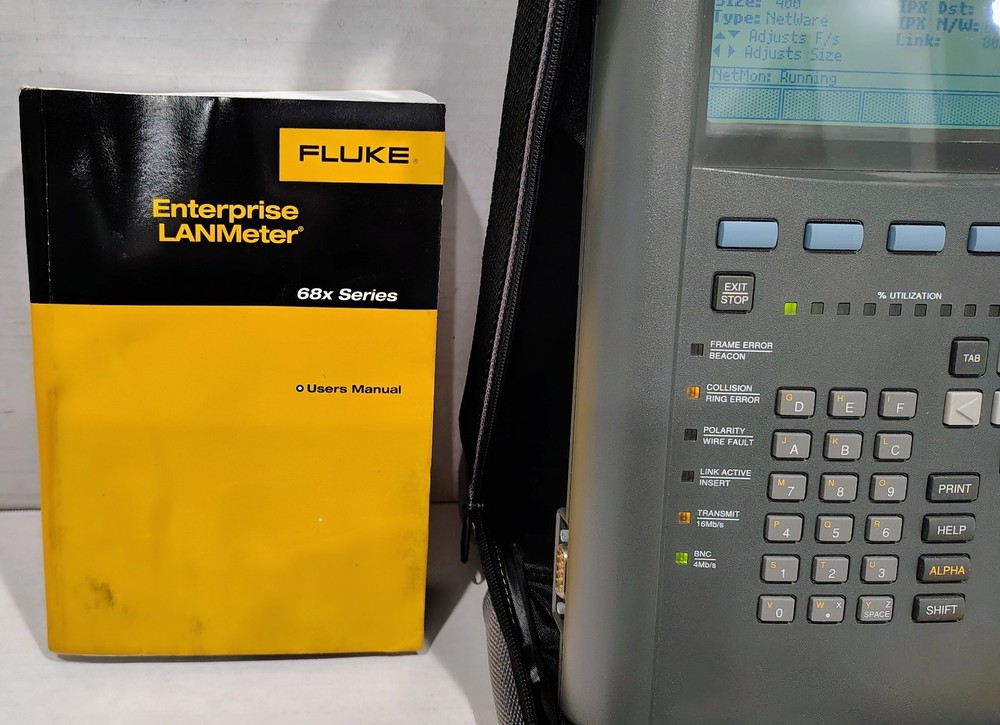 FLUKE®
Enterprise
LANMeter®
68x Series
Users Manual
Size: 400
Type: NetWare
Adjusts F/s
Adjusts Size
IPX Dst:
IPX N/W:
Link:
NetMon: Running
EXIT
STOP
% UTILIZATION
FRAME ERROR
BEACON
TAB
COLLISION
RING ERROR
G D
H E
I F
POLARITY
WIRE FAULT
J A
K B
L C
LINK ACTIVE
INSERT
M 7
N 8
O 9
PRINT
TRANSMIT
16Mb/s
P 4
Q 5
R 6
HELP
BNC
4Mb/s
S 1
T 2
U 3
ALPHA
V 0
W X .
Y Z
SPACE
SHIFT